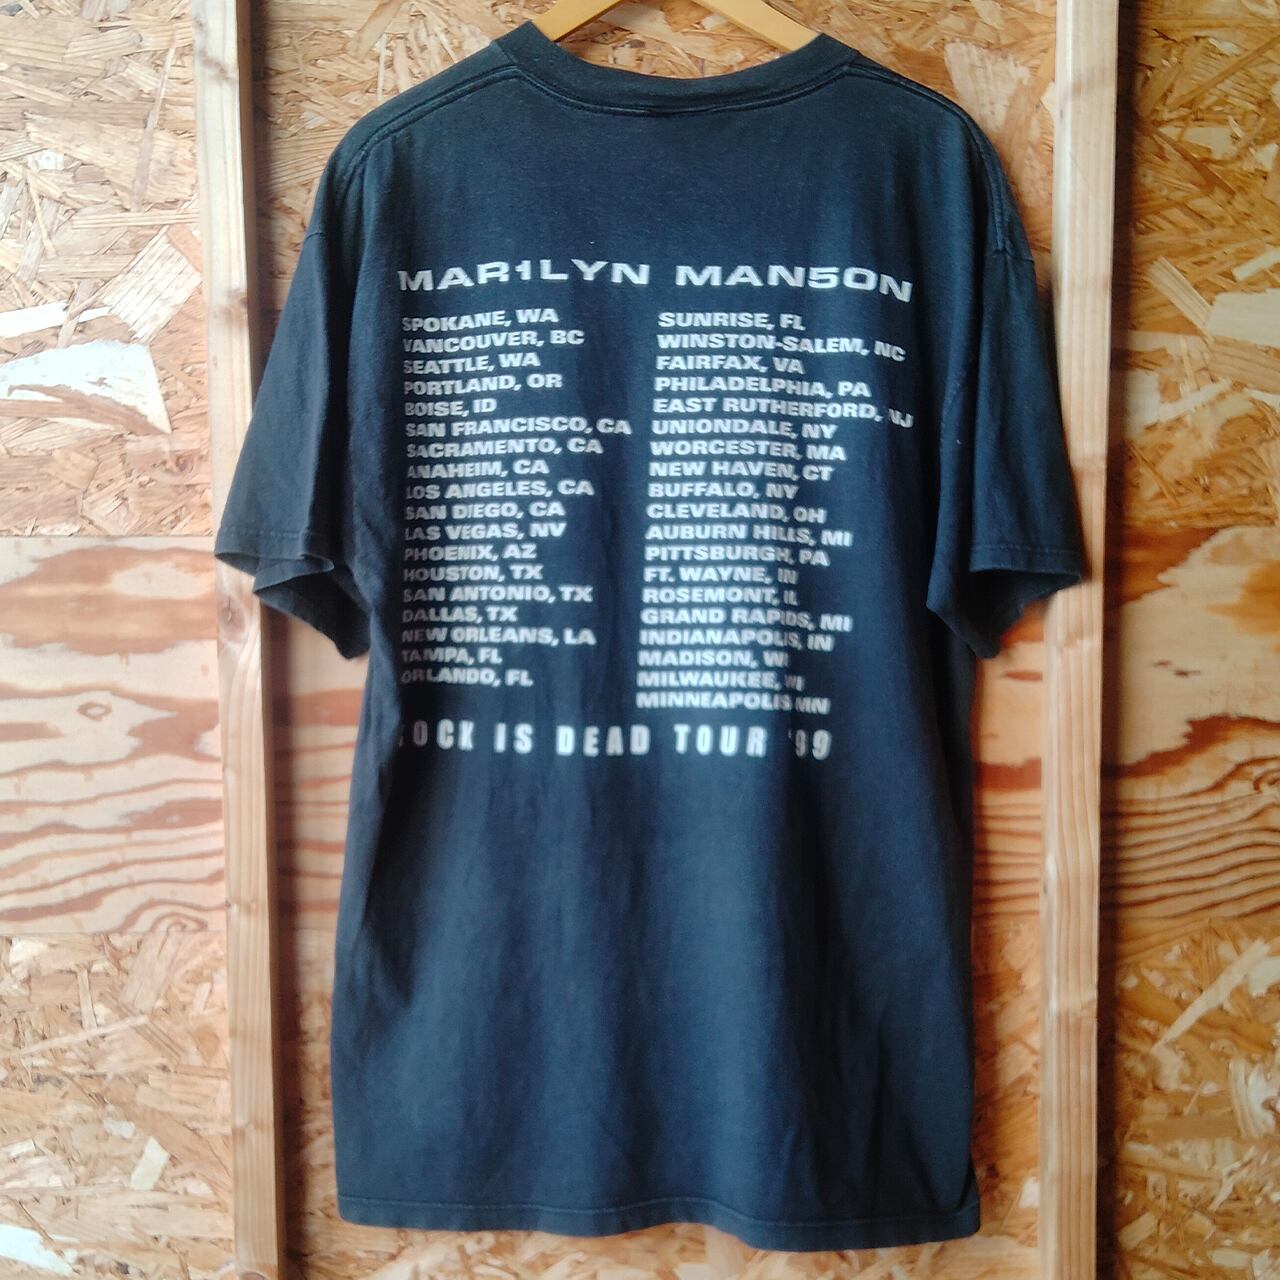 MAR1LYN MAN5ON
SPOKANE, WA
VANCOUVER, BC
SEATTLE, WA
PORTLAND, OR
BOISE, ID
SAN FRANCISCO, CA
SACRAMENTO, CA
ANAHEIM, CA
LOS ANGELES, CA
SAN DIEGO, CA
LAS VEGAS, NV
PHOENIX, AZ
HOUSTON, TX
SAN ANTONIO, TX
DALLAS, TX
NEW ORLEANS, LA
TAMPA, FL
ORLANDO, FL
SUNRISE, FL
WINSTON-SALEM, NC
FAIRFAX, VA
PHILADELPHIA, PA
EAST RUTHERFORD, NJ
UNIONDALE, NY
WORCESTER, MA
NEW HAVEN, CT
BUFFALO, NY
CLEVELAND, OH
AUBURN HILLS, MI
PITTSBURGH, PA
FT. WAYNE, IN
ROSEMONT, IL
GRAND RAPIDS, MI
INDIANAPOLIS, IN
MADISON, WI
MILWAUKEE, WI
MINNEAPOLIS MN
ROCK IS DEAD TOUR '99